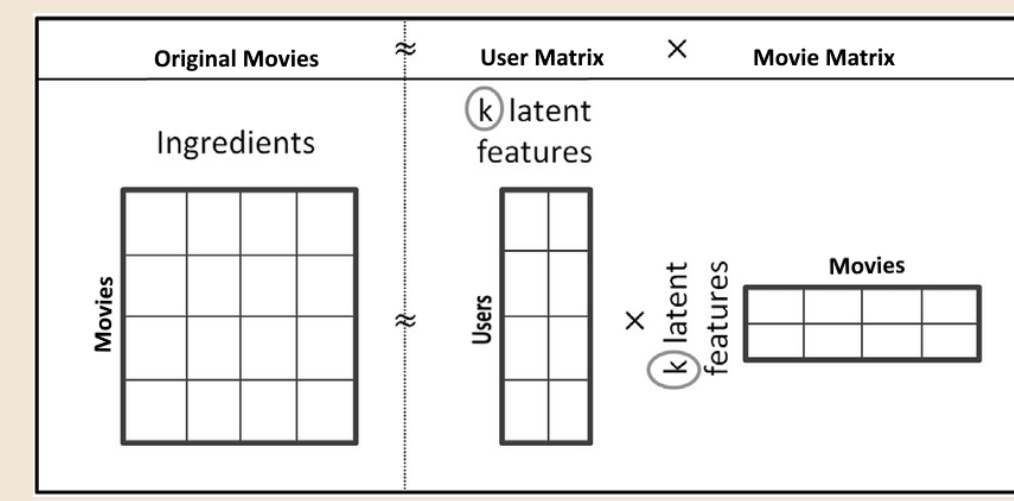 Original Movies ≈ User Matrix × Movie Matrix
Ingredients
Movies
≈
k latent
features
Users
×
k latent
features
Movies